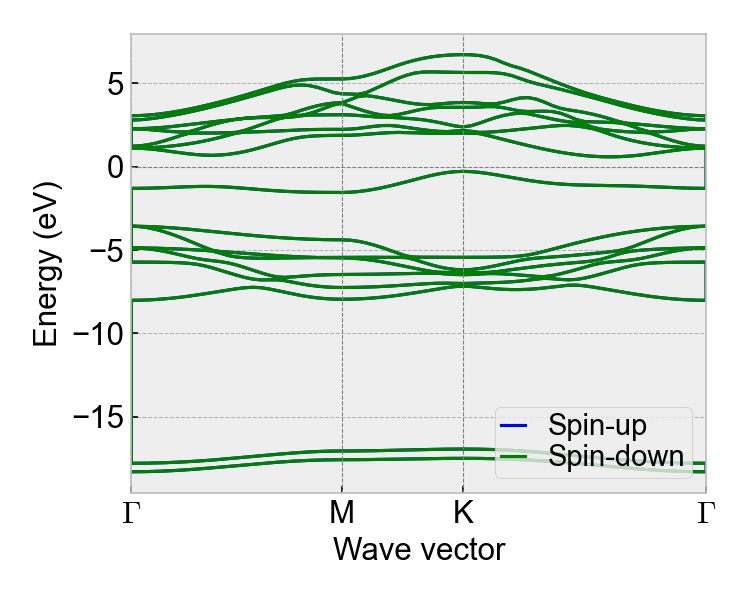 Energy (eV)
5
0
−5
−10
−15
Spin-up
Spin-down
Γ
M
K
Γ
Wave vector